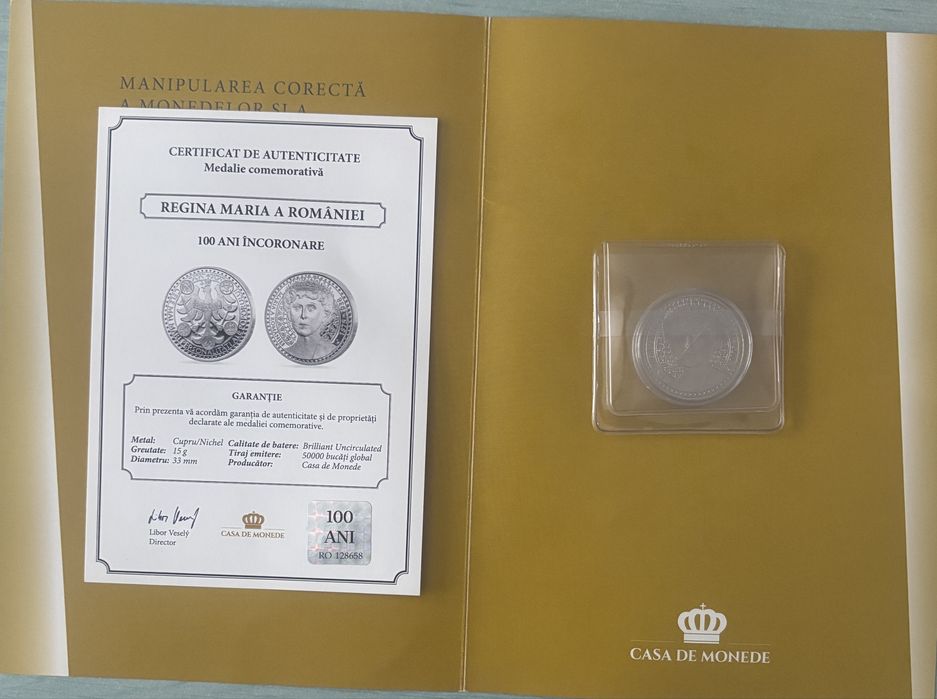 MANIPULAREA CORECTĂ
A MONEDELOR ȘI A
CERTIFICAT DE AUTENTICITATE
Medalie comemorativă
REGINA MARIA A ROMÂNIEI
100 ANI ÎNCORONARE
PERSONALITĂȚI
GARANȚIE
Prin prezenta vă acordăm garanția de autenticitate și de proprietăți
declarate ale medaliei comemorative.
Metal: Cupru/Nichel Calitate de batere: Brilliant Uncirculated
Greutate: 15 g Tiraj emitere: 50000 bucăți global
Diametru: 33 mm Producător: Casa de Monede
Libor Veselý
Director
CASA DE MONEDE
100
ANI
RO 128658
CASA DE MONEDE